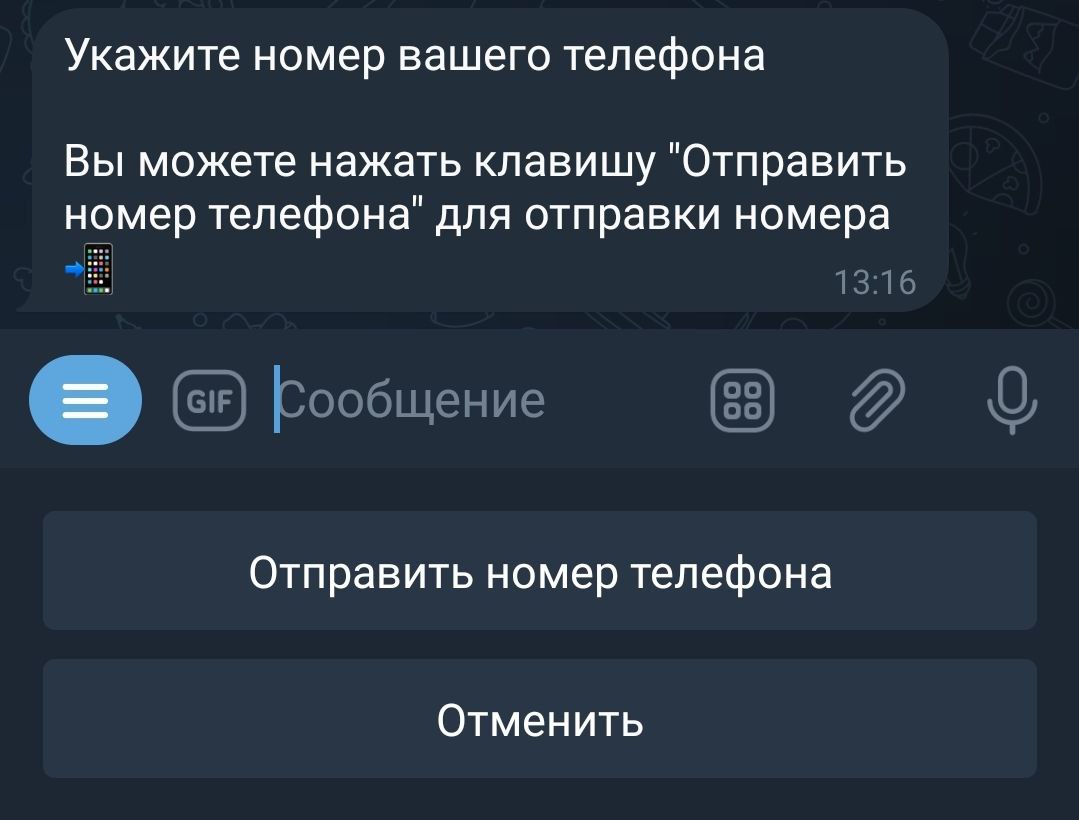 Укажите номер вашего телефона
Вы можете нажать клавишу "Отправить
номер телефона" для отправки номера
13:16
GIF
Сообщение
Отправить номер телефона
Отменить